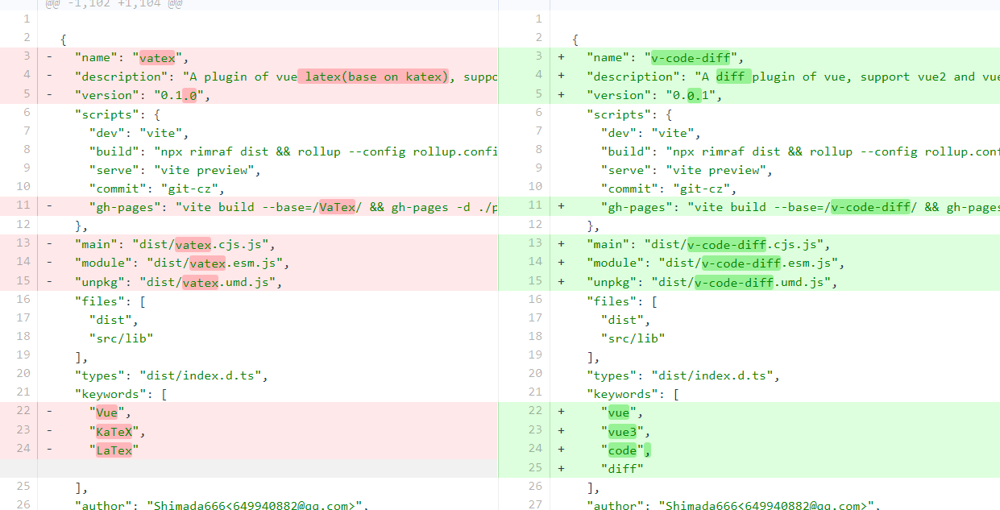 @@ -1,102 +1,104 @@
1
2 {
3 - "name": "vatex",
4 - "description": "A plugin of vue latex(base on katex), suppo
5 - "version": "0.1.0",
6 "scripts": {
7 "dev": "vite",
8 "build": "npx rimraf dist && rollup --config rollup.confi
9 "serve": "vite preview",
10 "commit": "git-cz",
11 - "gh-pages": "vite build --base=/VaTex/ && gh-pages -d ./p
12 },
13 - "main": "dist/vatex.cjs.js",
14 - "module": "dist/vatex.esm.js",
15 - "unpkg": "dist/vatex.umd.js",
16 "files": [
17 "dist",
18 "src/lib"
19 ],
20 "types": "dist/index.d.ts",
21 "keywords": [
22 - "Vue",
23 - "KaTeX",
24 - "LaTex"
25 ],
26 "author": "Shimada666<649940882@qq.com>",
1
2 {
3 + "name": "v-code-diff",
4 + "description": "A diff plugin of vue, support vue2 and vue
5 + "version": "0.0.1",
6 "scripts": {
7 "dev": "vite",
8 "build": "npx rimraf dist && rollup --config rollup.conf
9 "serve": "vite preview",
10 "commit": "git-cz",
11 + "gh-pages": "vite build --base=/v-code-diff/ && gh-pages
12 },
13 + "main": "dist/v-code-diff.cjs.js",
14 + "module": "dist/v-code-diff.esm.js",
15 + "unpkg": "dist/v-code-diff.umd.js",
16 "files": [
17 "dist",
18 "src/lib"
19 ],
20 "types": "dist/index.d.ts",
21 "keywords": [
22 + "vue",
23 + "vue3",
24 + "code",
25 + "diff"
26 ],
27 "author": "Shimada666<649940882@qq.com>",